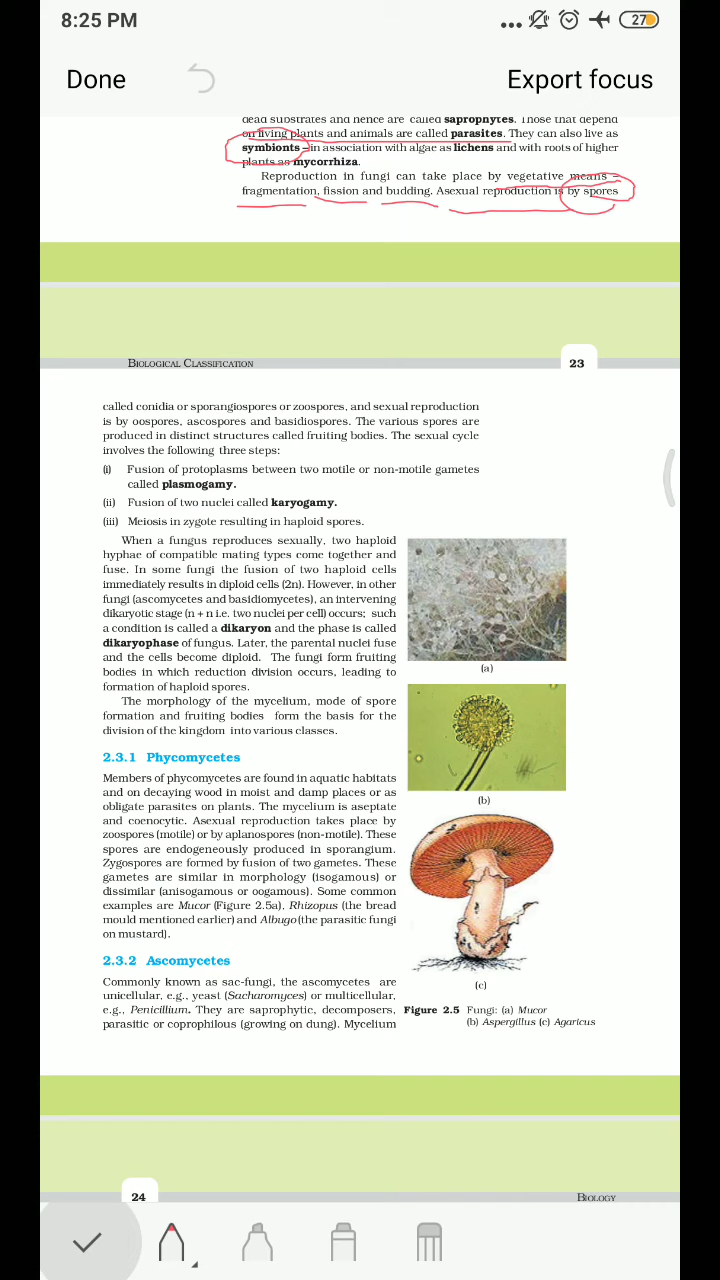 8:25 PM
27
Done
Export focus
dead substrates and hence are called saprophytes. Those that depend
on living plants and animals are called parasites. They can also live as
symbionts – in association with algae as lichens and with roots of higher
plants as mycorrhiza.
Reproduction in fungi can take place by vegetative means –
fragmentation, fission and budding. Asexual reproduction is by spores
BIOLOGICAL CLASSIFICATION
23
called conidia or sporangiospores or zoospores, and sexual reproduction
is by oospores, ascospores and basidiospores. The various spores are
produced in distinct structures called fruiting bodies. The sexual cycle
involves the following three steps:
(i) Fusion of protoplasms between two motile or non-motile gametes
called plasmogamy.
(ii) Fusion of two nuclei called karyogamy.
(iii) Meiosis in zygote resulting in haploid spores.
When a fungus reproduces sexually, two haploid
hyphae of compatible mating types come together and
fuse. In some fungi the fusion of two haploid cells
immediately results in diploid cells (2n). However, in other
fungi (ascomycetes and basidiomycetes), an intervening
dikaryotic stage (n + n i.e. two nuclei per cell) occurs; such
a condition is called a dikaryon and the phase is called
dikaryophase of fungus. Later, the parental nuclei fuse
and the cells become diploid. The fungi form fruiting
bodies in which reduction division occurs, leading to
formation of haploid spores.
The morphology of the mycelium, mode of spore
formation and fruiting bodies form the basis for the
division of the kingdom into various classes.
2.3.1 Phycometes
Members of phycomycetes are found in aquatic habitats
and on decaying wood in moist and damp places or as
obligate parasites on plants. The mycelium is aseptate
and coenocytic. Asexual reproduction takes place by
zoospores (motile) or by aplanospores (non-motile). These
spores are endogeneously produced in sporangium.
Zygospores are formed by fusion of two gametes. These
gametes are similar in morphology (isogamous) or
dissimilar (anisogamous or oogamous). Some common
examples are Mucor (Figure 2.5a), Rhizopus (the bread
mould mentioned earlier) and Albugo (the parasitic fungi
on mustard).
2.3.2 Ascomycetes
Commonly known as sac-fungi, the ascomycetes are
unicellular, e.g., yeast (Sacharomyces) or multicellular,
e.g., Penicillium. They are saprophytic, decomposers,
parasitic or coprophilous (growing on dung). Mycelium
(a)
(b)
(c)
Figure 2.5 Fungi: (a) Mucor
(b) Aspergillus (c) Agaricus
24
BIOLOGY